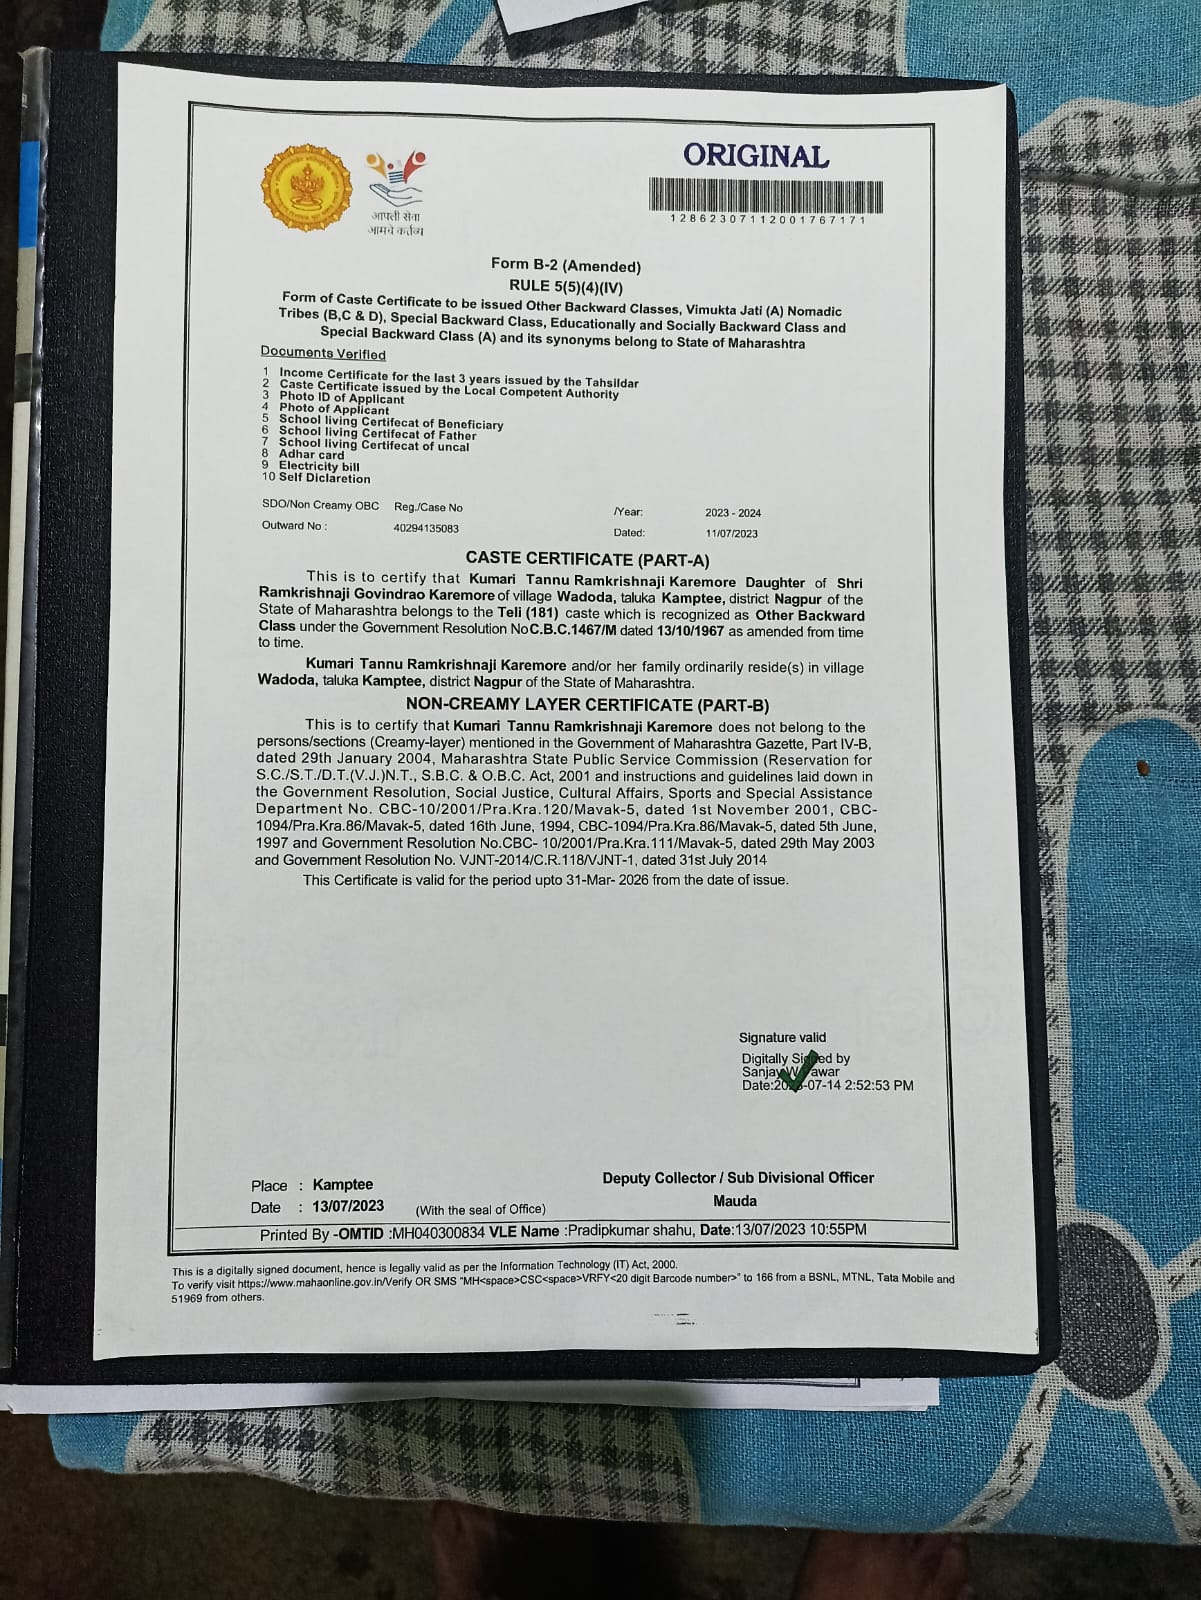 ORIGINAL
12862307112001767171
आपली सेवा
आमचे कर्तव्य
Form B-2 (Amended)
RULE 5(5)(4)(IV)
Form of Caste Certificate to be issued Other Backward Classes, Vimukta Jati (A) Nomadic
Tribes (B,C & D), Special Backward Class, Educationally and Socially Backward Class and
Special Backward Class (A) and its synonyms belong to State of Maharashtra
Documents Verified
1 Income Certificate for the last 3 years issued by the Tahsildar
2 Caste Certificate issued by the Local Competent Authority
3 Photo ID of Applicant
4 Photo of Applicant
5 School living Certifecat of Beneficiary
6 School living Certifecat of Father
7 School living Certifecat of uncal
8 Adhar card
9 Electricity bill
10 Self Diclaretion
SDO/Non Creamy OBC Reg./Case No /Year: 2023 - 2024
Outward No : 40294135083 Dated: 11/07/2023
CASTE CERTIFICATE (PART-A)
This is to certify that Kumari Tannu Ramkrishnaji Karemore Daughter of Shri
Ramkrishnaji Govindrao Karemore of village Wadoda, taluka Kamptee, district Nagpur of the
State of Maharashtra belongs to the Teli (181) caste which is recognized as Other Backward
Class under the Government Resolution No C.B.C.1467/M dated 13/10/1967 as amended from time
to time.
Kumari Tannu Ramkrishnaji Karemore and/or her family ordinarily reside(s) in village
Wadoda, taluka Kamptee, district Nagpur of the State of Maharashtra.
NON-CREAMY LAYER CERTIFICATE (PART-B)
This is to certify that Kumari Tannu Ramkrishnaji Karemore does not belong to the
persons/sections (Creamy-layer) mentioned in the Government of Maharashtra Gazette, Part IV-B,
dated 29th January 2004, Maharashtra State Public Service Commission (Reservation for
S.C./S.T./D.T.(V.J.)N.T., S.B.C. & O.B.C. Act, 2001 and instructions and guidelines laid down in
the Government Resolution, Social Justice, Cultural Affairs, Sports and Special Assistance
Department No. CBC-10/2001/Pra.Kra.120/Mavak-5, dated 1st November 2001, CBC-
1094/Pra.Kra.86/Mavak-5, dated 16th June, 1994, CBC-1094/Pra.Kra.86/Mavak-5, dated 5th June,
1997 and Government Resolution No.CBC- 10/2001/Pra.Kra.111/Mavak-5, dated 29th May 2003
and Government Resolution No. VJNT-2014/C.R.118/VJNT-1, dated 31st July 2014
This Certificate is valid for the period upto 31-Mar- 2026 from the date of issue.
Signature valid
Digitally Signed by
Sanjay W Pawar
Date:2023-07-14 2:52:53 PM
Place : Kamptee Deputy Collector / Sub Divisional Officer
Date : 13/07/2023 (With the seal of Office) Mauda
Printed By -OMTID :MH040300834 VLE Name :Pradipkumar shahu, Date:13/07/2023 10:55PM
This is a digitally signed document, hence is legally valid as per the Information Technology (IT) Act, 2000.
To verify visit https://www.mahaonline.gov.in/Verify OR SMS "MH<space>CSC<space>VRFY<20 digit Barcode number>" to 166 from a BSNL, MTNL, Tata Mobile and
51969 from others.